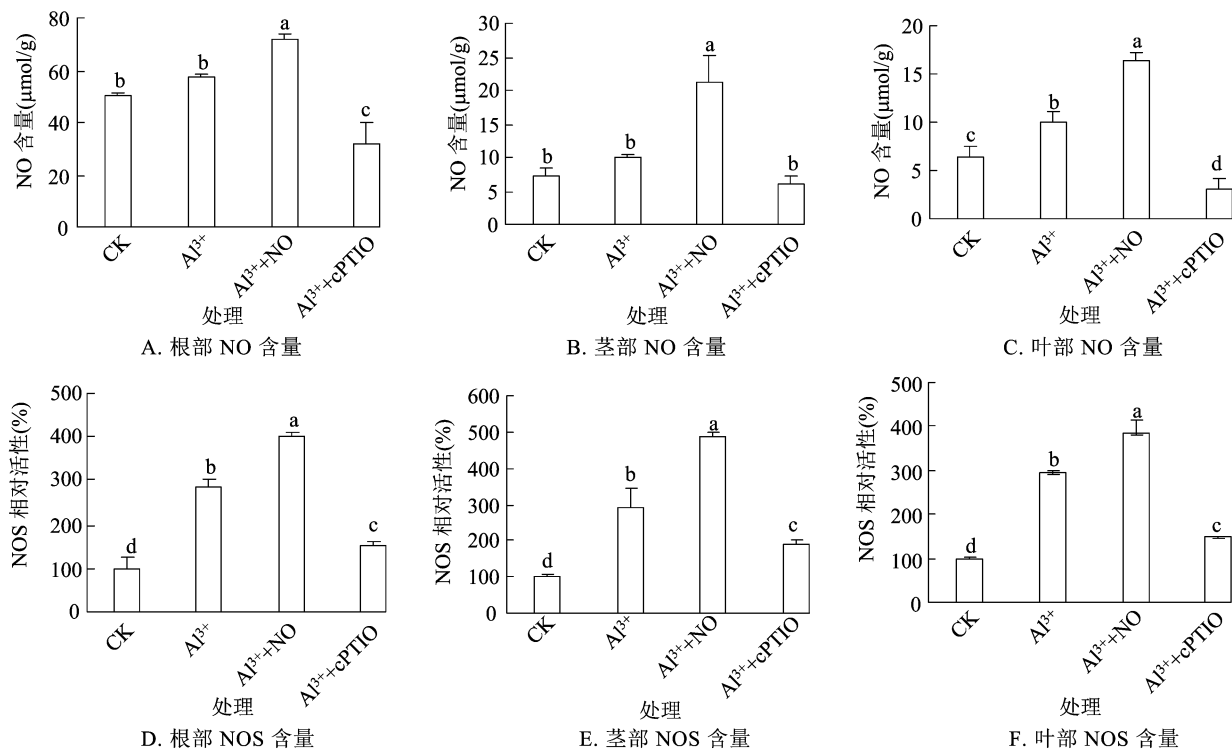 NO 含量(μmol/g)
80
60
40
20
0
b
b
a
c
CK
Al³⁺
Al³⁺+NO
Al³⁺+cPTIO
处理
A. 根部 NO 含量
NO 含量(μmol/g)
30
25
20
15
10
5
0
b
b
a
b
CK
Al³⁺
Al³⁺+NO
Al³⁺+cPTIO
处理
B. 茎部 NO 含量
NO 含量(μmol/g)
20
15
10
5
0
c
b
a
d
CK
Al³⁺
Al³⁺+NO
Al³⁺+cPTIO
处理
C. 叶部 NO 含量
NOS 相对活性(%)
500
400
300
200
100
0
d
b
a
c
CK
Al³⁺
Al³⁺+NO
Al³⁺+cPTIO
处理
D. 根部 NOS 含量
NOS 相对活性(%)
600
500
400
300
200
100
0
d
b
a
c
CK
Al³⁺
Al³⁺+NO
Al³⁺+cPTIO
处理
E. 茎部 NOS 含量
NOS 相对活性(%)
500
400
300
200
100
0
d
b
a
c
CK
Al³⁺
Al³⁺+NO
Al³⁺+cPTIO
处理
F. 叶部 NOS 含量